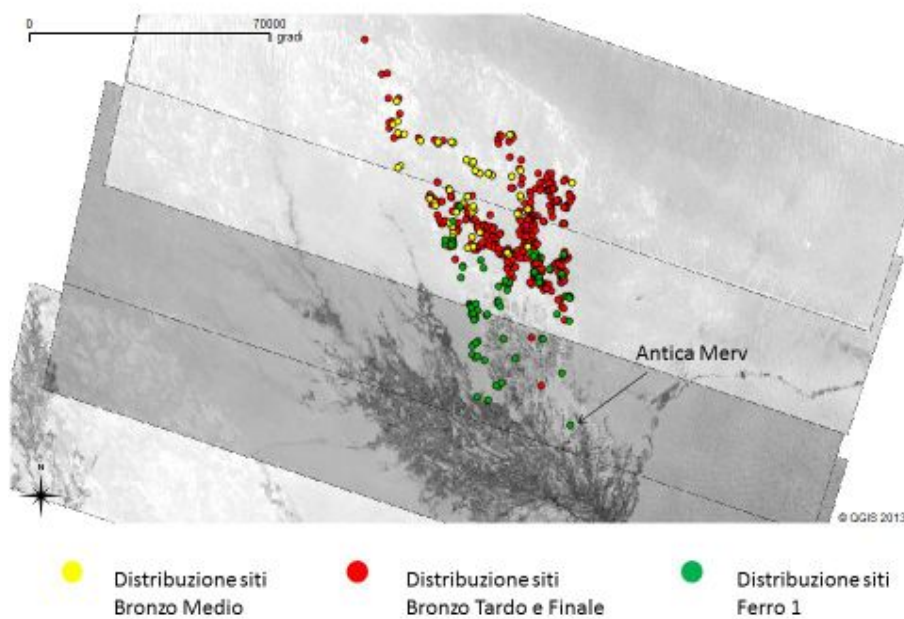 0 70000
gradi
Antica Merv
N
© QGIS 2013
Distribuzione siti
Bronzo Medio
Distribuzione siti
Bronzo Tardo e Finale
Distribuzione siti
Ferro 1